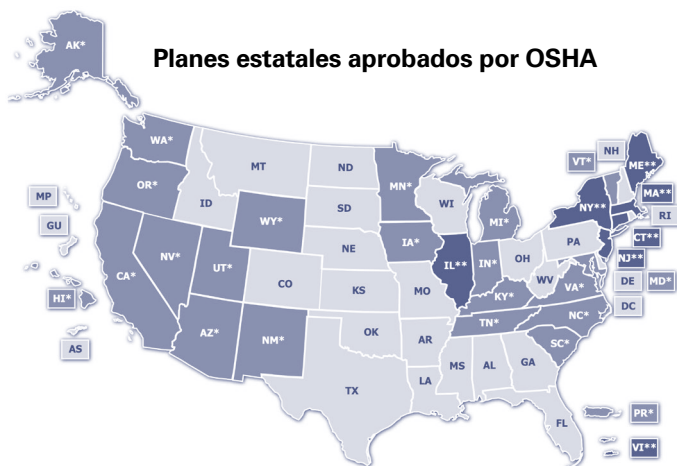 Planes estatales aprobados por OSHA
AK*
WA*
MT
ND
MN*
OR*
ID
SD
WI
MI*
VT*
NH
ME**
MA**
NY**
RI
CT**
NJ**
MP
GU
WY*
NE
IA*
PA
NV*
UT*
CO
KS
MO
IL**
IN*
OH
WV
VA*
DE
MD*
DC
CA*
HI*
AS
AZ*
NM*
OK
AR
KY*
TN*
NC*
SC*
TX
LA
MS
AL
GA
FL
PR*
VI**